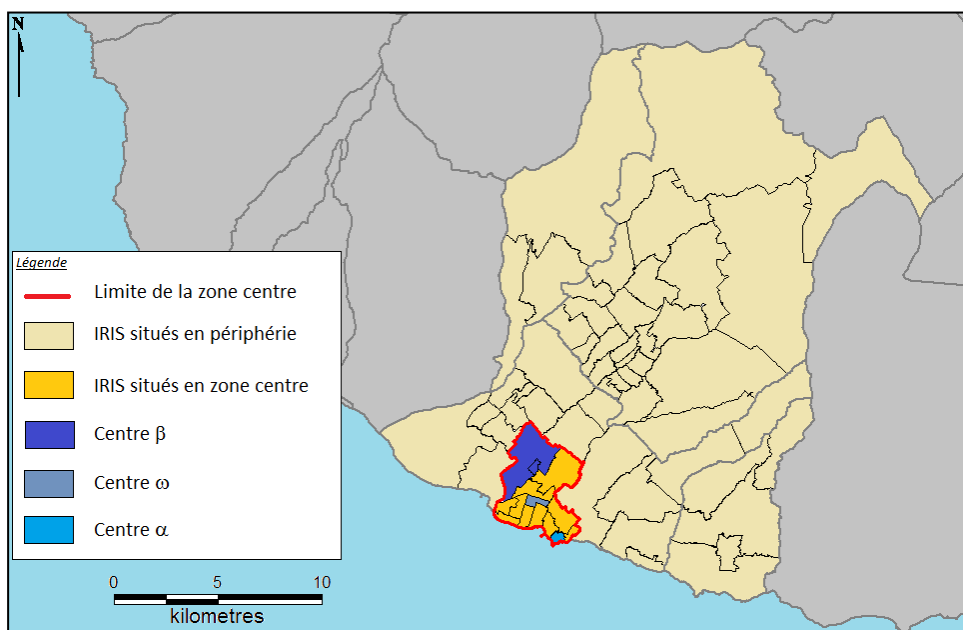 N
Légende
Limite de la zone centre
IRIS situés en périphérie
IRIS situés en zone centre
Centre β
Centre ω
Centre α
0 5 10
kilometres